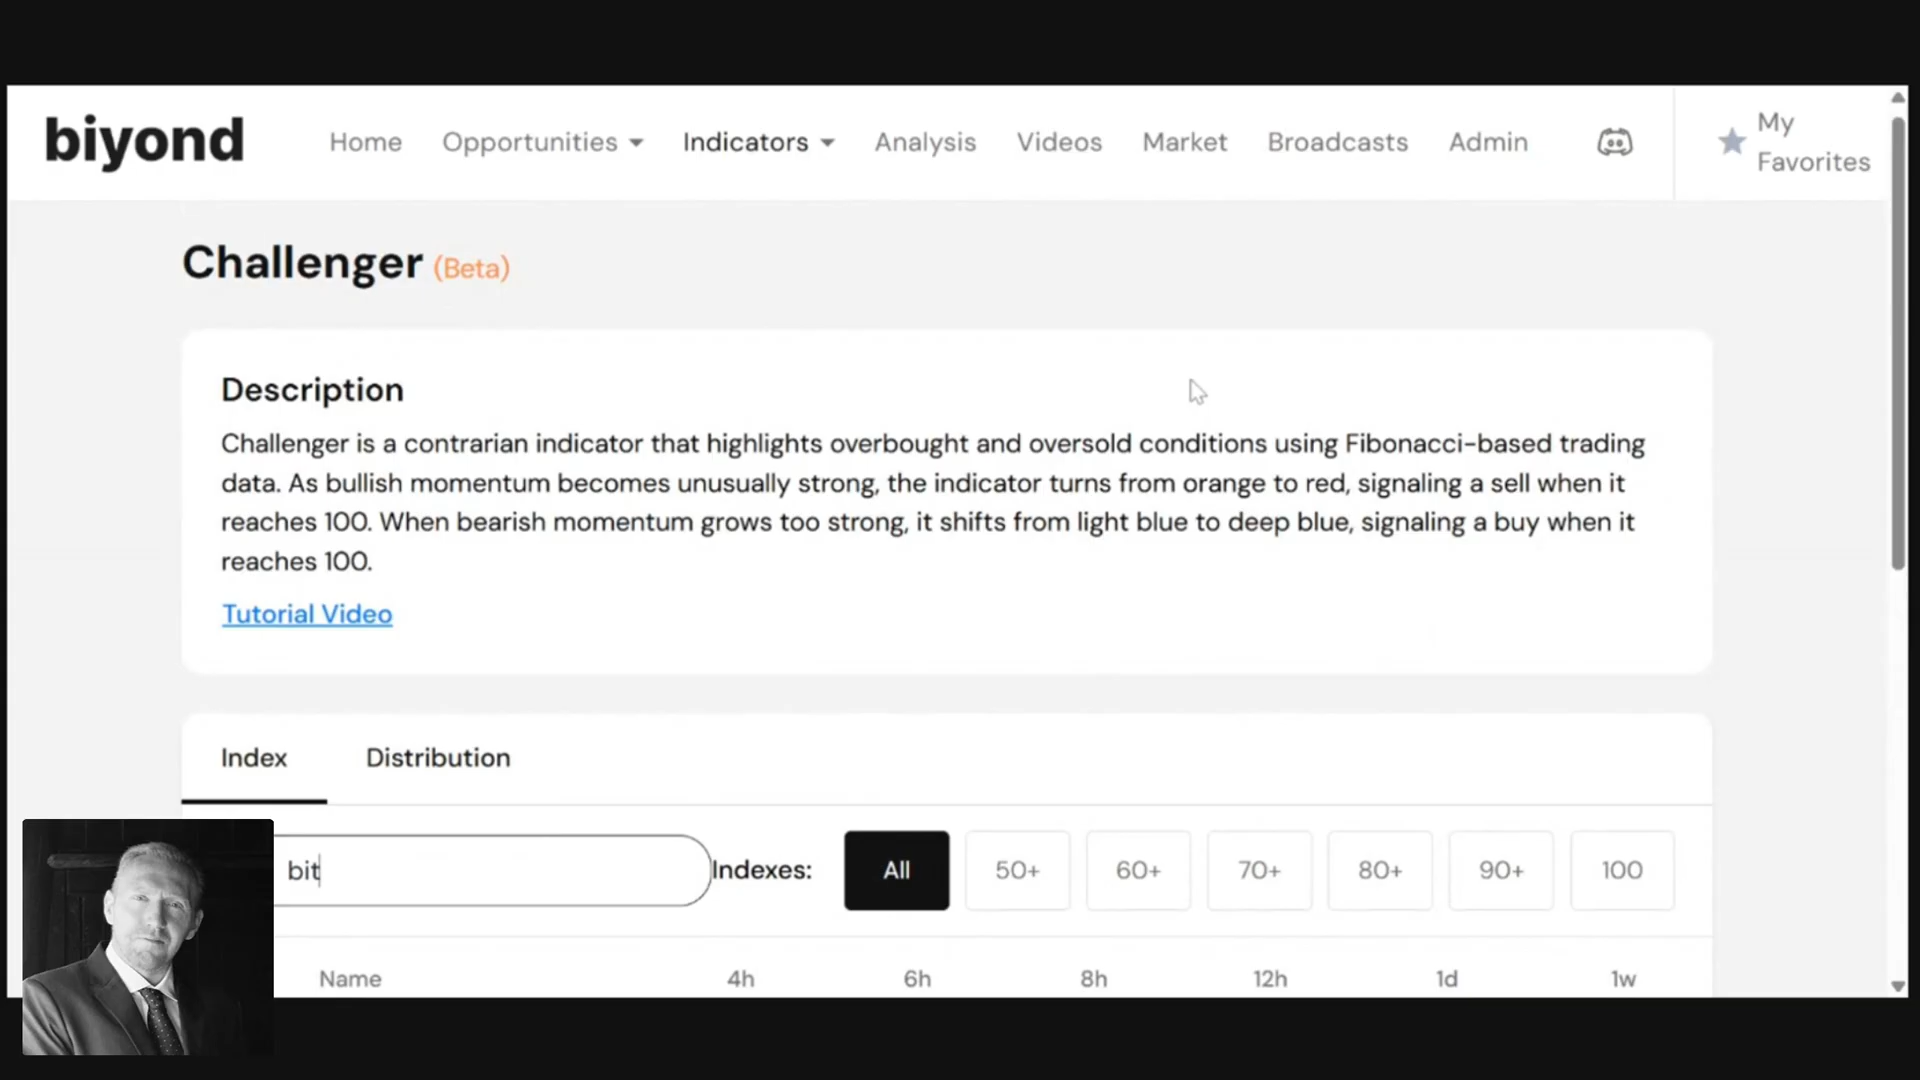 biyond
Home Opportunities Indicators Analysis Videos Market Broadcasts Admin
My
Favorites
Challenger (Beta)
Description
Challenger is a contrarian indicator that highlights overbought and oversold conditions using Fibonacci-based trading
data. As bullish momentum becomes unusually strong, the indicator turns from orange to red, signaling a sell when it
reaches 100. When bearish momentum grows too strong, it shifts from light blue to deep blue, signaling a buy when it
reaches 100.
Tutorial Video
Index Distribution
bit Indexes: All 50+ 60+ 70+ 80+ 90+ 100
Name 4h 6h 8h 12h 1d 1w